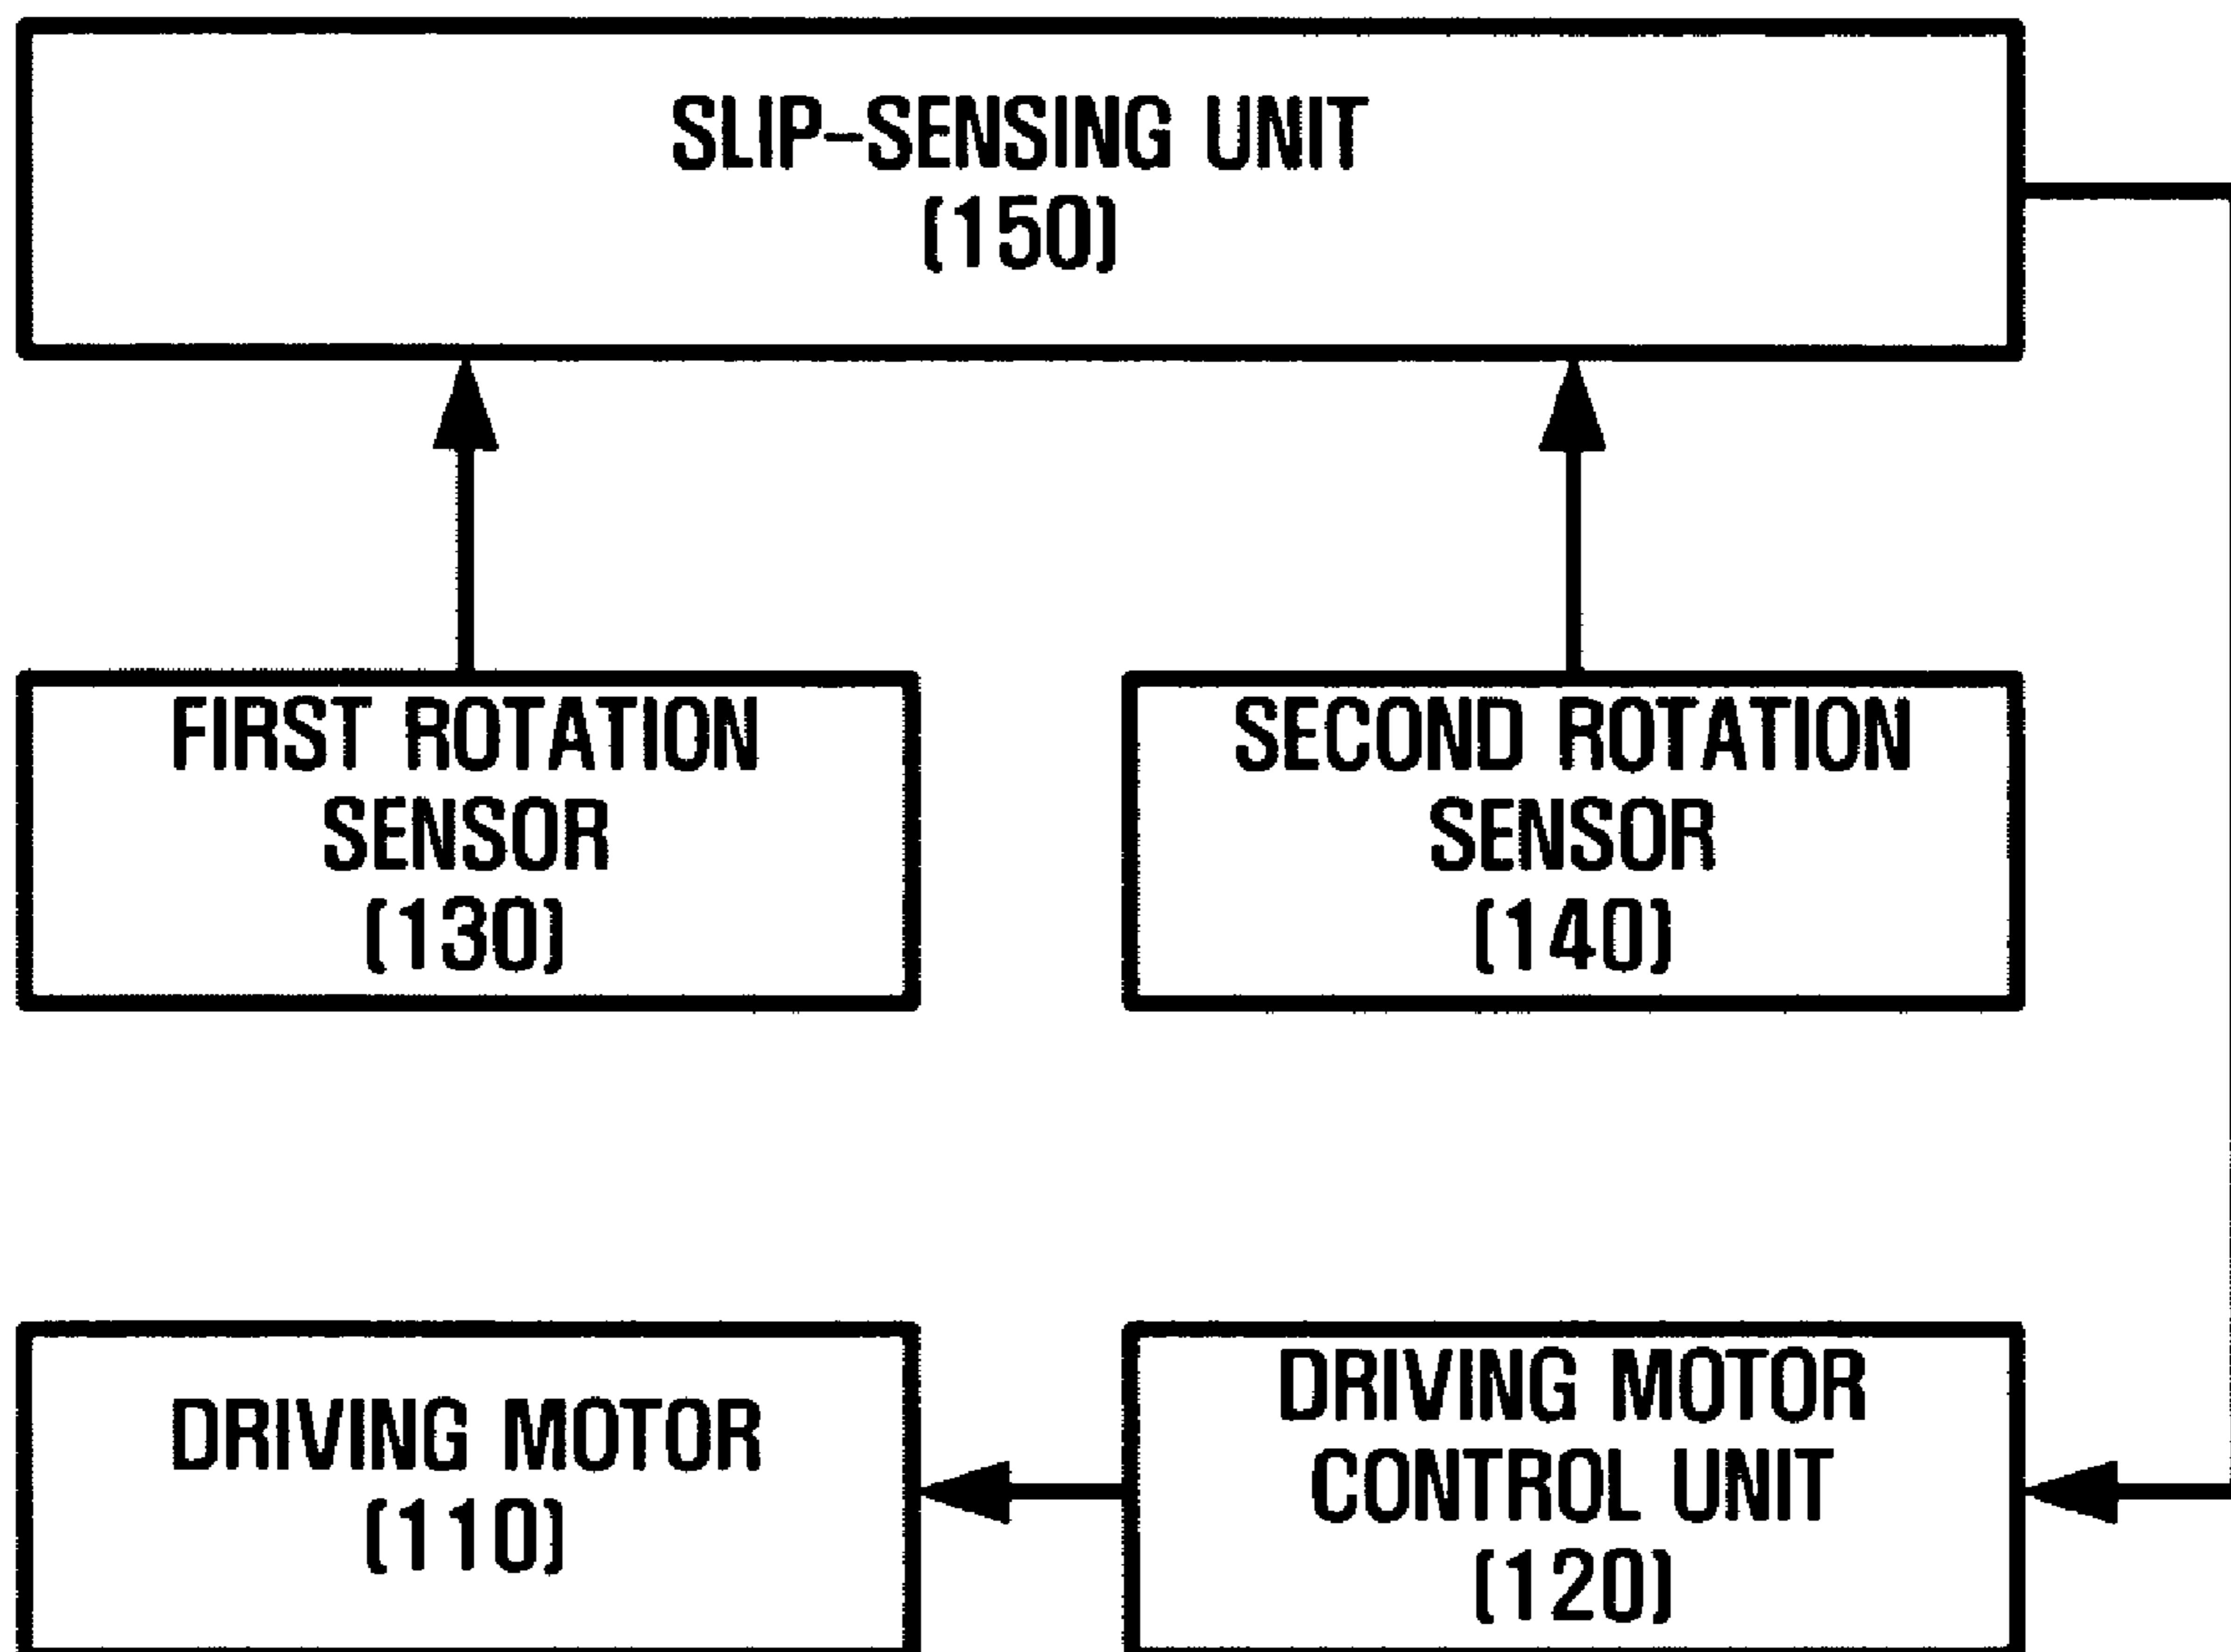 SLIP-SENSING UNIT
(150)
FIRST ROTATION
SENSOR
(130)
SECOND ROTATION
SENSOR
(140)
DRIVING MOTOR
(110)
DRIVING MOTOR
CONTROL UNIT
(120)